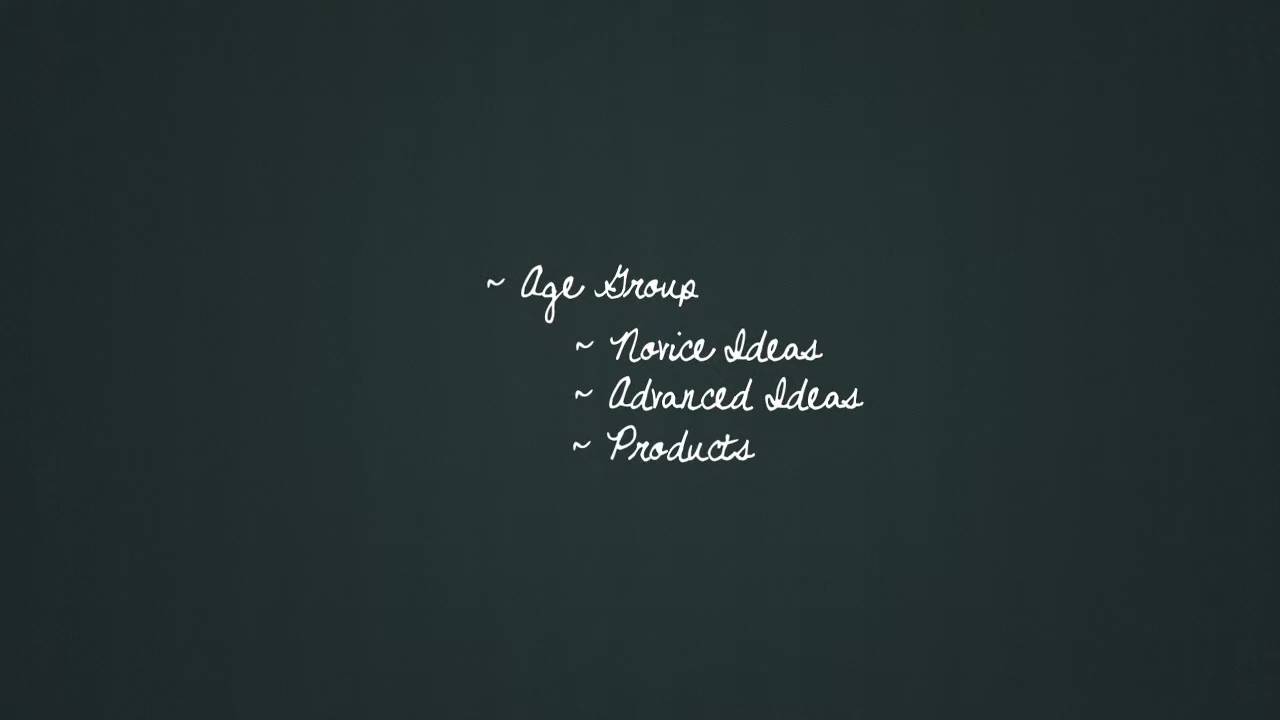 ~ Age Group
~ Novice Ideas
~ Advanced Ideas
~ Products